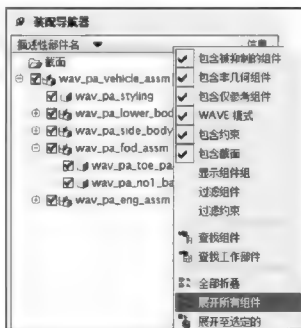 装配导航器
描述性部件名
信息
截面
wav_pa_vehicle_assm
wav_pa_styling
wav_pa_lower_bod
wav_pa_side_body
wav_pa_fod_assm
wav_pa_toe_pa
wav_pa_no1_ba
wav_pa_eng_assm
包含被抑制的组件
包含非几何组件
包含仅参考组件
WAVE 模式
包含约束
包含截面
显示组件组
过滤组件
过滤约束
查找组件
查找工作部件
全部折叠
展开所有组件
展开至选定的